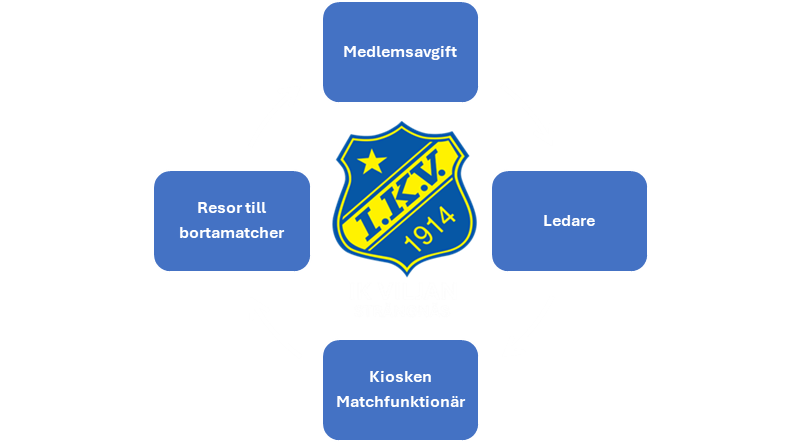 Medlemsavgift
I.K.V.
1914
Resor till
bortamatcher
Ledare
Kiosken
Matchfunktionär